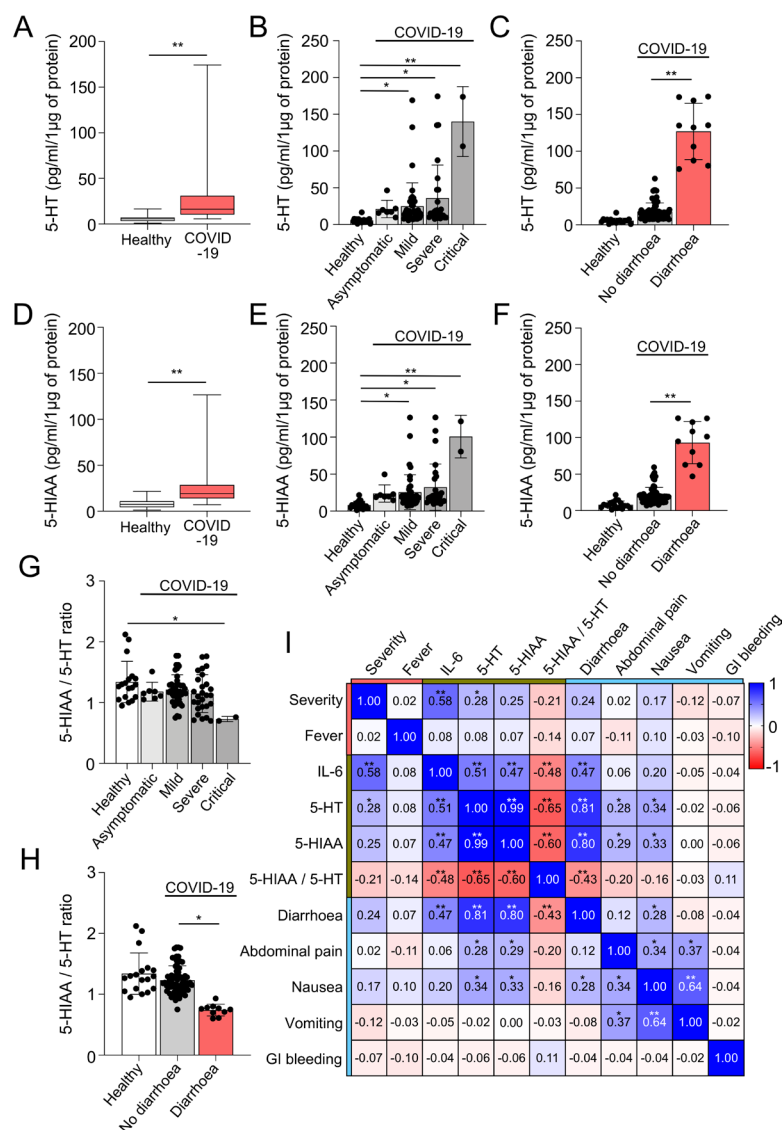 A
5-HT (pg/ml/1µg of protein)
200
150
100
50
0
**
Healthy
COVID
-19
B
5-HT (pg/ml/1µg of protein)
250
200
150
100
50
0
COVID-19
**
*
*
Healthy
Asymptomatic
Mild
Severe
Critical
C
5-HT (pg/ml/1µg of protein)
250
200
150
100
50
0
COVID-19
**
Healthy
No diarrhoea
Diarrhoea
D
5-HIAA (pg/ml/1µg of protein)
200
150
100
50
0
**
Healthy
COVID
-19
E
5-HIAA (pg/ml/1µg of protein)
250
200
150
100
50
0
COVID-19
**
*
*
Healthy
Asymptomatic
Mild
Severe
Critical
F
5-HIAA (pg/ml/1µg of protein)
250
200
150
100
50
0
COVID-19
**
Healthy
No diarrhoea
Diarrhoea
G
5-HIAA / 5-HT ratio
3
2
1
0
COVID-19
*
Healthy
Asymptomatic
Mild
Severe
Critical
H
5-HIAA / 5-HT ratio
3
2
1
0
COVID-19
*
Healthy
No diarrhoea
Diarrhoea
I
Severity
Fever
IL-6
5-HT
5-HIAA
5-HIAA / 5-HT
Diarrhoea
Abdominal pain
Nausea
Vomiting
GI bleeding
Severity 1.00 0.02 **0.58 *0.28 0.25 -0.21 0.24 0.02 0.17 -0.12 -0.07
Fever 0.02 1.00 0.08 0.08 0.07 -0.14 0.07 -0.11 0.10 -0.03 -0.10
IL-6 **0.58 0.08 1.00 **0.51 **0.47 **-0.48 **0.47 0.06 0.20 -0.05 -0.04
5-HT *0.28 0.08 **0.51 1.00 **0.99 **-0.65 **0.81 *0.28 *0.34 -0.02 -0.06
5-HIAA 0.25 0.07 **0.47 **0.99 1.00 **-0.60 **0.80 *0.29 *0.33 0.00 -0.06
5-HIAA / 5-HT -0.21 -0.14 **-0.48 **-0.65 **-0.60 1.00 **-0.43 -0.20 -0.16 -0.03 0.11
Diarrhoea 0.24 0.07 **0.47 **0.81 **0.80 **-0.43 1.00 0.12 *0.28 -0.08 -0.04
Abdominal pain 0.02 -0.11 0.06 *0.28 *0.29 -0.20 0.12 1.00 *0.34 *0.37 -0.04
Nausea 0.17 0.10 0.20 *0.34 *0.33 -0.16 *0.28 *0.34 1.00 **0.64 -0.04
Vomiting -0.12 -0.03 -0.05 -0.02 0.00 -0.03 -0.08 *0.37 **0.64 1.00 -0.02
GI bleeding -0.07 -0.10 -0.04 -0.06 -0.06 0.11 -0.04 -0.04 -0.04 -0.02 1.00
1
0
-1